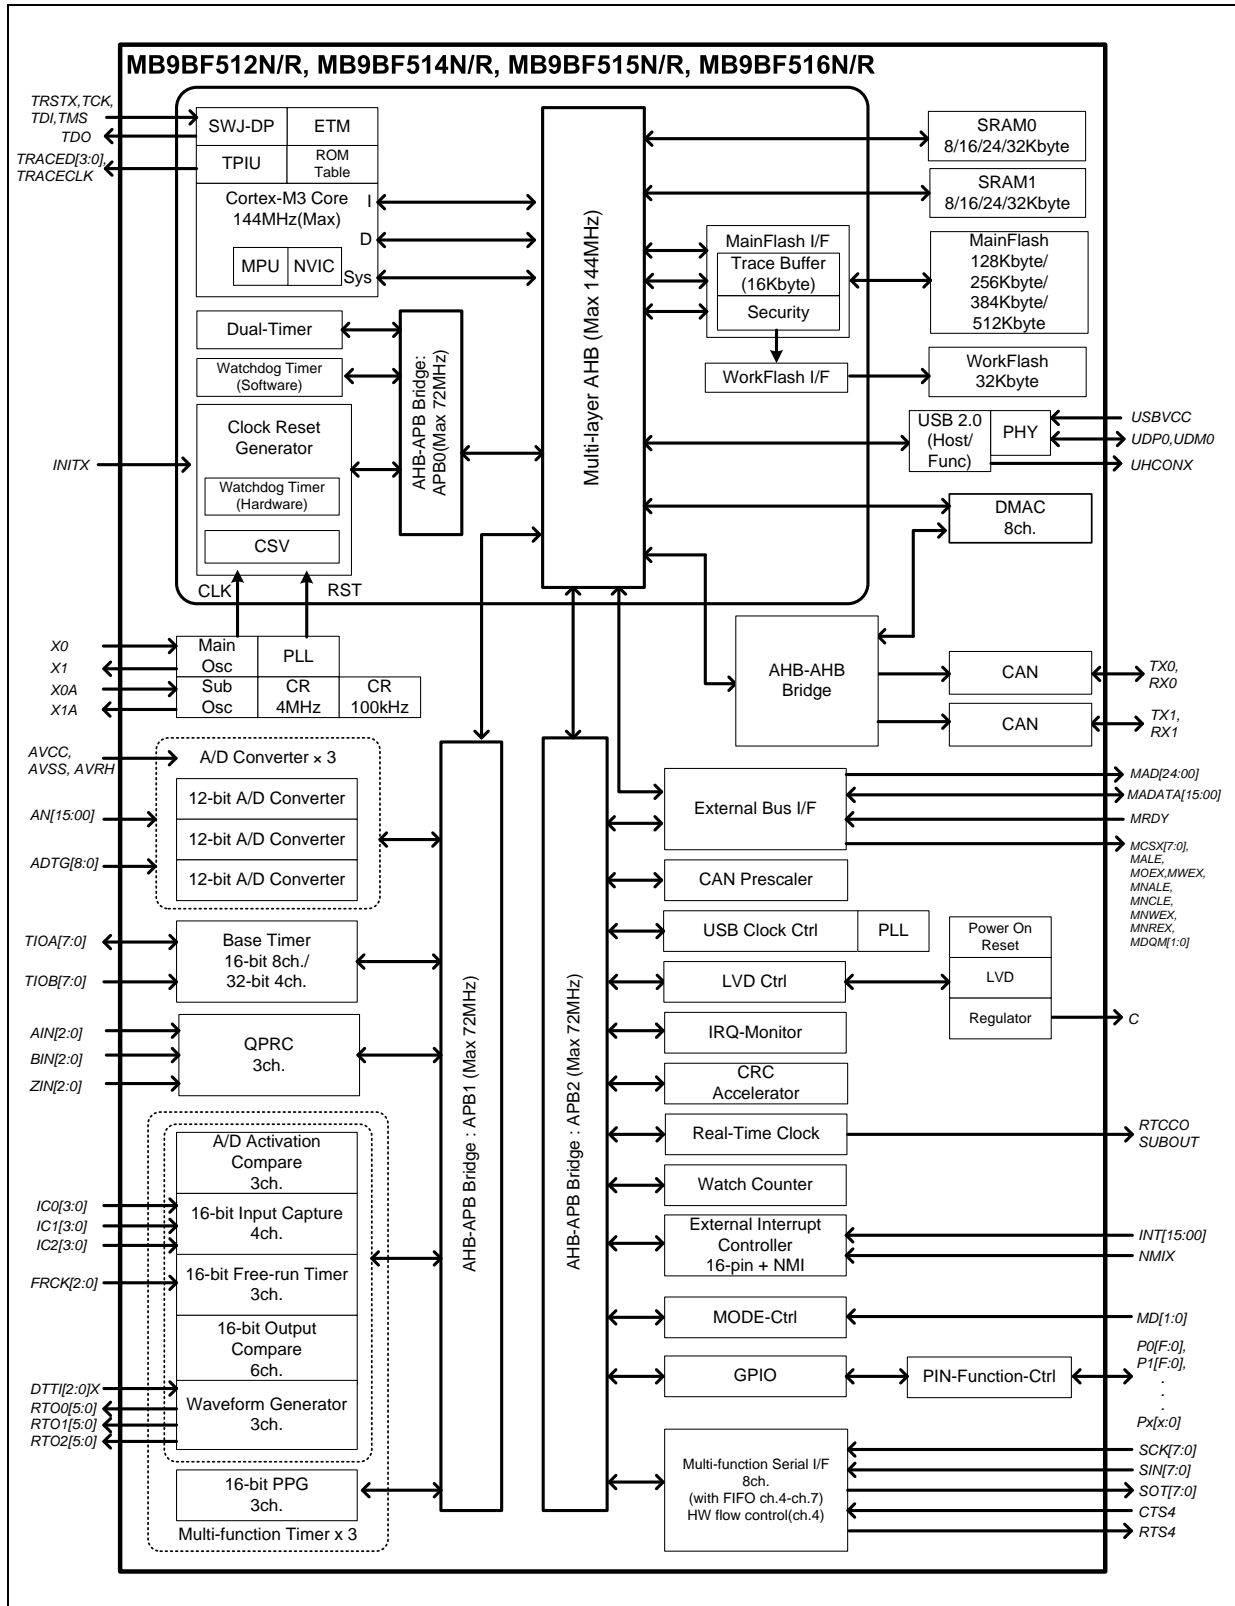 MB9BF512N/R, MB9BF514N/R, MB9BF515N/R, MB9BF516N/R
TRSTX,TCK,
TDI,TMS
TDO
TRACED[3:0],
TRACECLK
SWJ-DP
ETM
TPIU
ROM
Table
Cortex-M3 Core
144MHz(Max)
I
D
Sys
MPU
NVIC
Dual-Timer
Watchdog Timer
(Software)
Clock Reset
Generator
Watchdog Timer
(Hardware)
CSV
INITX
CLK
RST
AHB-APB Bridge:
APB0(Max 72MHz)
Multi-layer AHB (Max 144MHz)
SRAM0
8/16/24/32Kbyte
SRAM1
8/16/24/32Kbyte
MainFlash I/F
Trace Buffer
(16Kbyte)
Security
MainFlash
128Kbyte/
256Kbyte/
384Kbyte/
512Kbyte
WorkFlash I/F
WorkFlash
32Kbyte
USB 2.0
(Host/
Func)
PHY
USBVCC
UDP0,UDM0
UHCONX
DMAC
8ch.
AHB-AHB
Bridge
CAN
TX0,
RX0
CAN
TX1,
RX1
X0
X1
X0A
X1A
Main
Osc
PLL
Sub
Osc
CR
4MHz
CR
100kHz
AVCC,
AVSS, AVRH
AN[15:00]
ADTG[8:0]
A/D Converter × 3
12-bit A/D Converter
12-bit A/D Converter
12-bit A/D Converter
TIOA[7:0]
TIOB[7:0]
Base Timer
16-bit 8ch./
32-bit 4ch.
AIN[2:0]
BIN[2:0]
ZIN[2:0]
QPRC
3ch.
A/D Activation
Compare
3ch.
IC0[3:0]
IC1[3:0]
IC2[3:0]
16-bit Input Capture
4ch.
FRCK[2:0]
16-bit Free-run Timer
3ch.
16-bit Output
Compare
6ch.
DTTI[2:0]X
RTO0[5:0]
RTO1[5:0]
RTO2[5:0]
Waveform Generator
3ch.
16-bit PPG
3ch.
Multi-function Timer x 3
AHB-APB Bridge : APB1 (Max 72MHz)
AHB-APB Bridge : APB2 (Max 72MHz)
External Bus I/F
MAD[24:00]
MADATA[15:00]
MRDY
MCSX[7:0],
MALE,
MOEX,MWEX,
MNALE,
MNCLE,
MNWEX,
MNREX,
MDQM[1:0]
CAN Prescaler
USB Clock Ctrl
PLL
LVD Ctrl
Power On
Reset
LVD
Regulator
C
IRQ-Monitor
CRC
Accelerator
Real-Time Clock
RTCCO
SUBOUT
Watch Counter
External Interrupt
Controller
16-pin + NMI
INT[15:00]
NMIX
MODE-Ctrl
MD[1:0]
GPIO
PIN-Function-Ctrl
P0[F:0],
P1[F:0],
.
.
.
Px[x:0]
Multi-function Serial I/F
8ch.
(with FIFO ch.4-ch.7)
HW flow control(ch.4)
SCK[7:0]
SIN[7:0]
SOT[7:0]
CTS4
RTS4